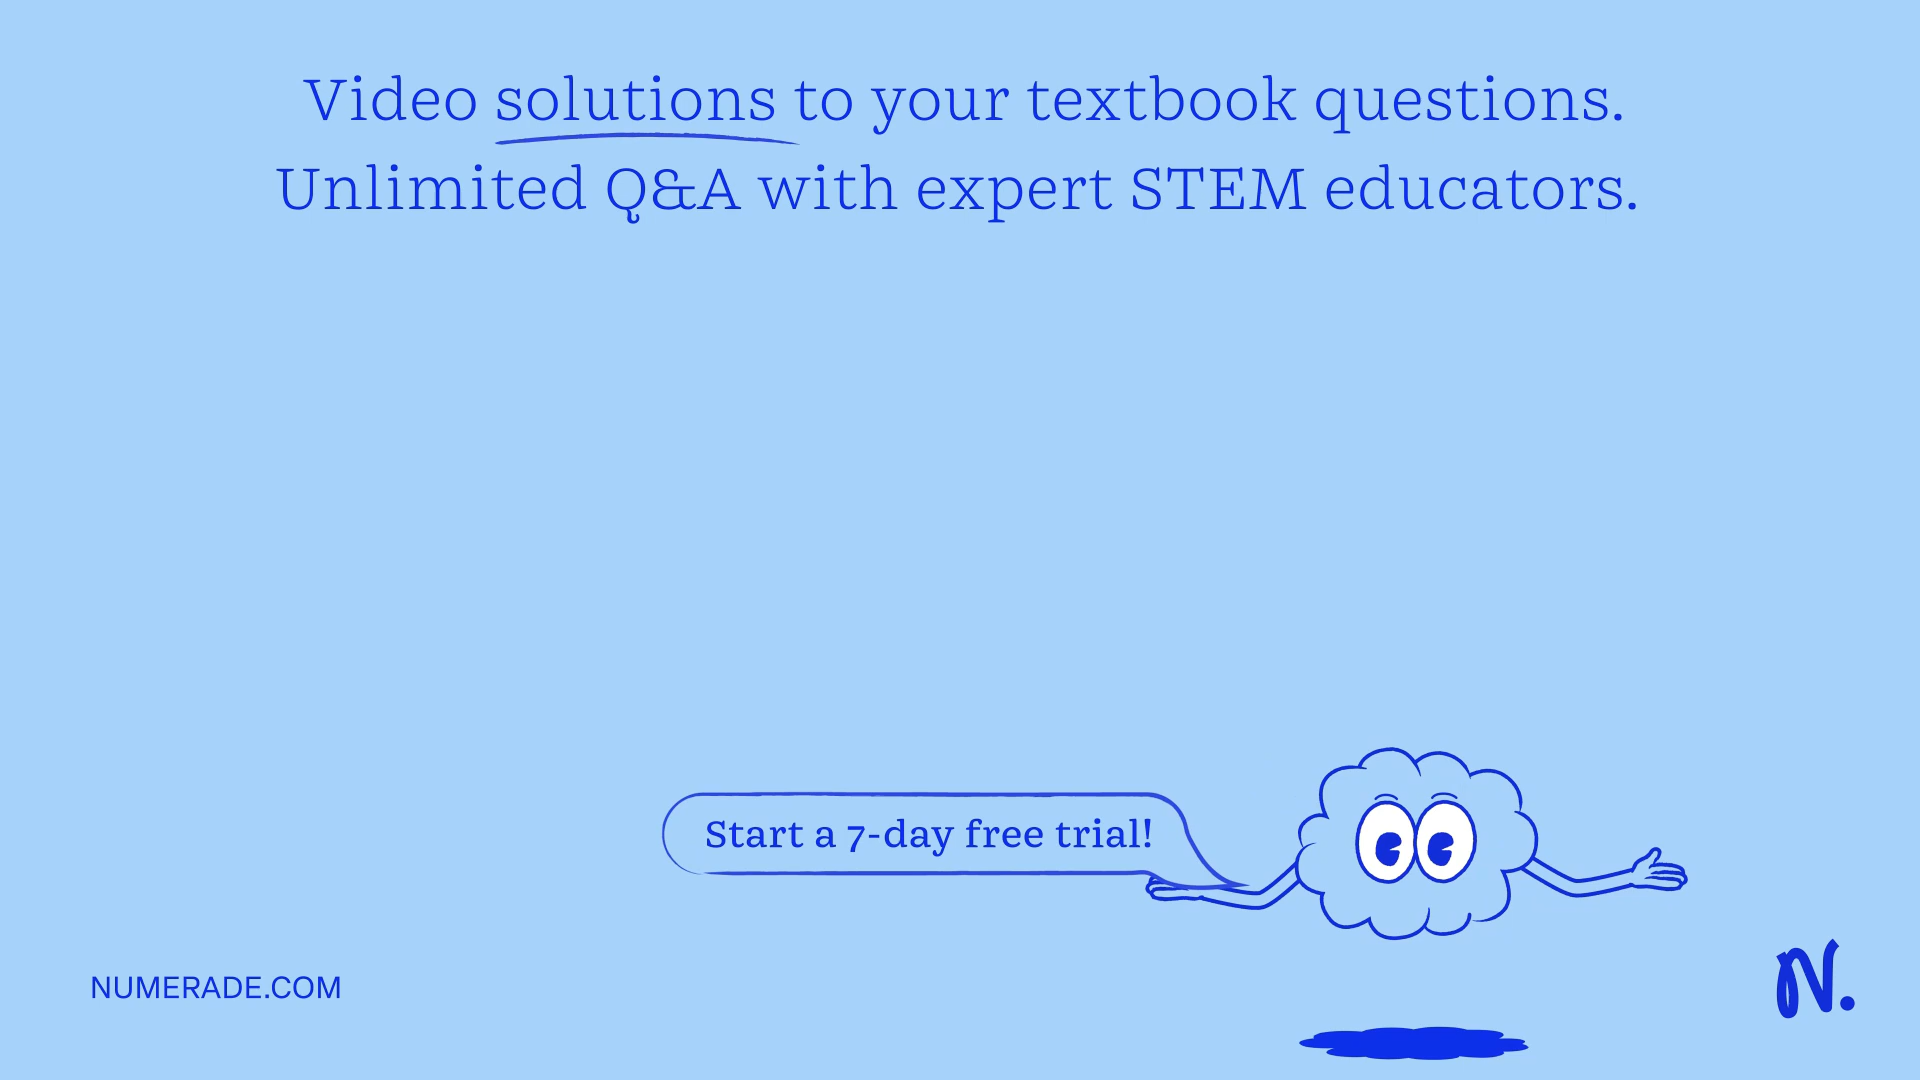 Video solutions to your textbook questions.
Unlimited Q&A with expert STEM educators.
Start a 7-day free trial!
NUMERADE.COM
N.